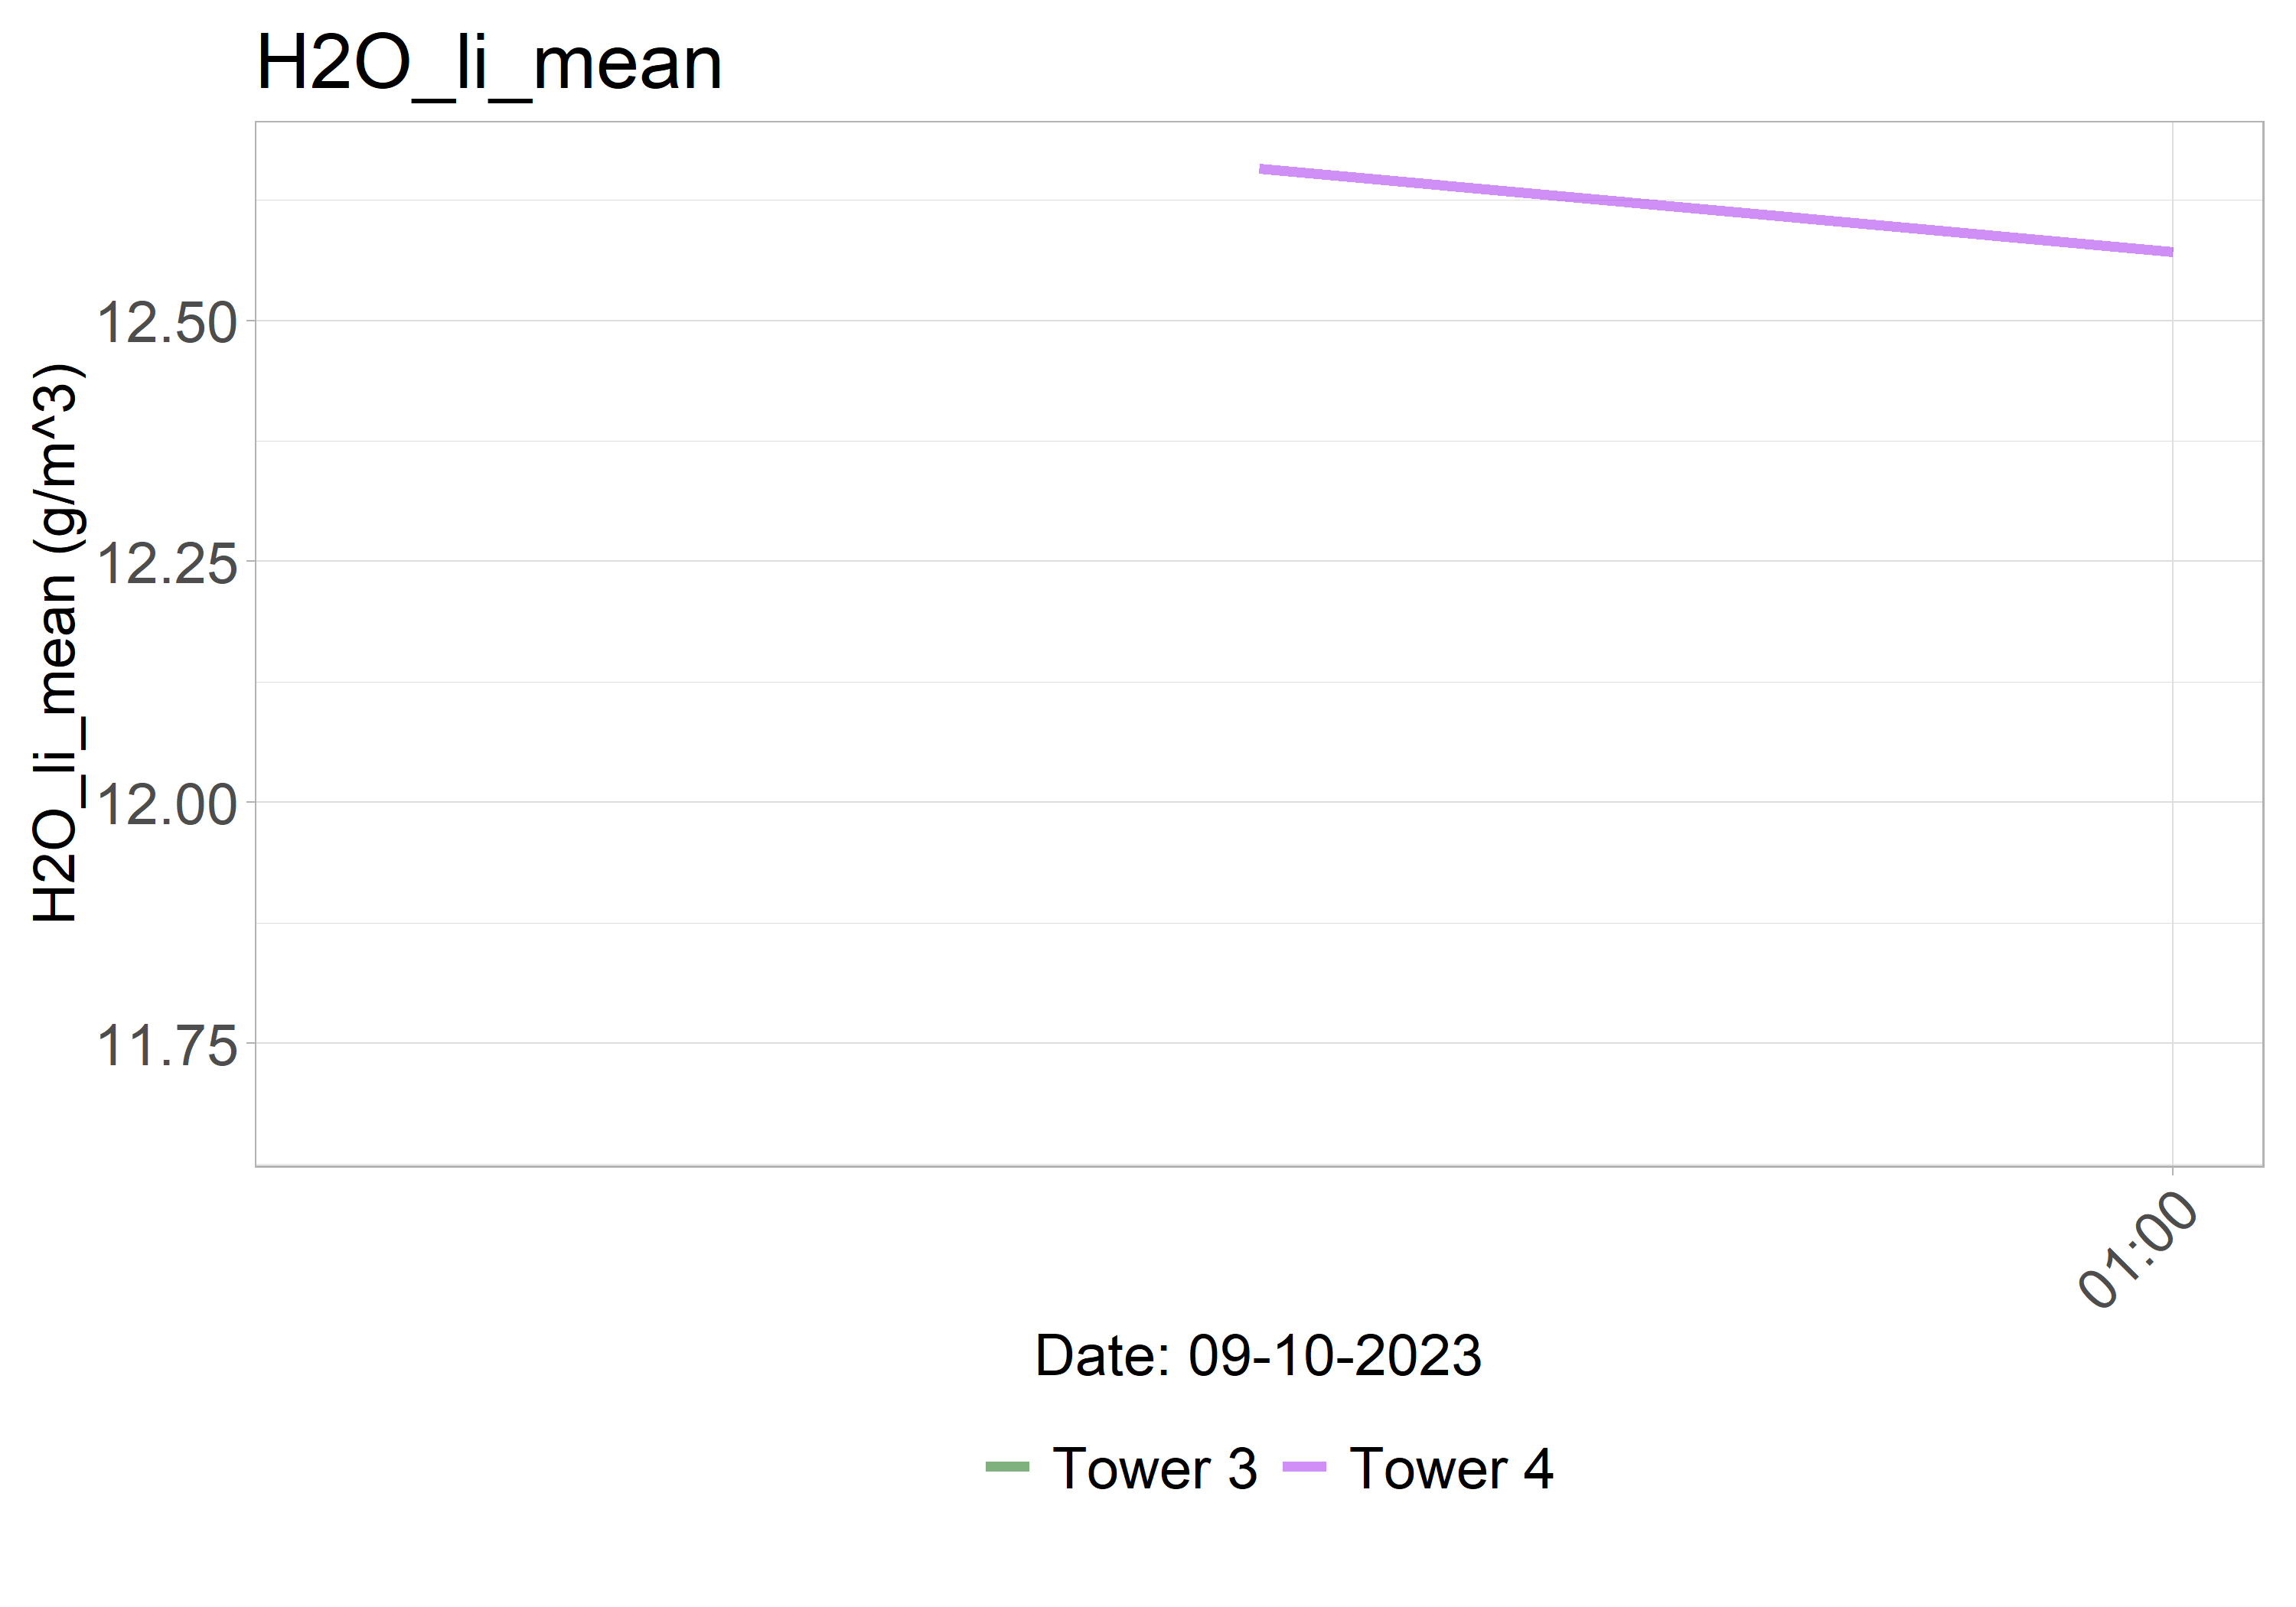 H2O_li_mean
H2O_li_mean (g/m^3)
12.50
12.25
12.00
11.75
01:00
Date: 09-10-2023
Tower 3 Tower 4